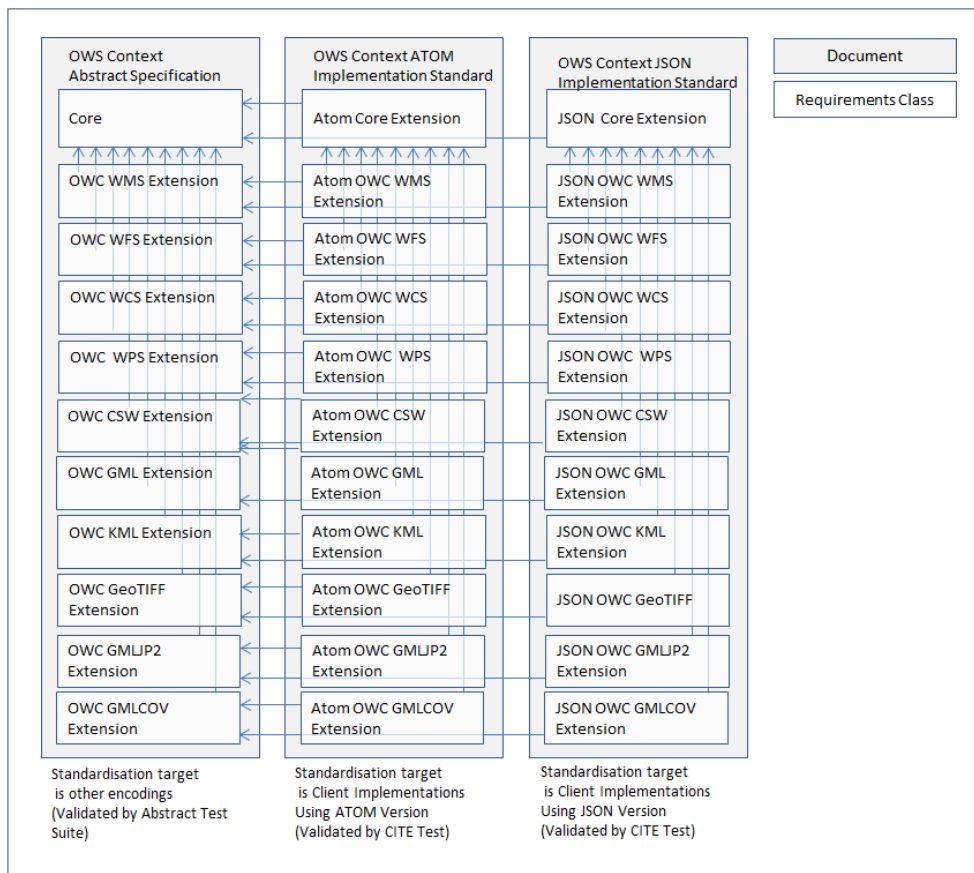 OWS Context
Abstract Specification
Core
OWC WMS Extension
OWC WFS Extension
OWC WCS Extension
OWC WPS Extension
OWC CSW Extension
OWC GML Extension
OWC KML Extension
OWC GeoTIFF
Extension
OWC GMLJP2
Extension
OWC GMLCOV
Extension
Standardisation target
is other encodings
(Validated by Abstract Test
Suite)
OWS Context ATOM
Implementation Standard
Atom Core Extension
Atom OWC WMS
Extension
Atom OWC WFS
Extension
Atom OWC WCS
Extension
Atom OWC WPS
Extension
Atom OWC CSW
Extension
Atom OWC GML
Extension
Atom OWC KML
Extension
Atom OWC GeoTIFF
Extension
Atom OWC GMLJP2
Extension
Atom OWC GMLCOV
Extension
Standardisation target
is Client Implementations
Using ATOM Version
(Validated by CITE Test)
OWS Context JSON
Implementation Standard
JSON Core Extension
JSON OWC WMS
Extension
JSON OWC WFS
Extension
JSON OWC WCS
Extension
JSON OWC WPS
Extension
JSON OWC CSW
Extension
JSON OWC GML
Extension
JSON OWC KML
Extension
JSON OWC GeoTIFF
JSON OWC GMLJP2
Extension
JSON OWC GMLCOV
Extension
Standardisation target
is Client Implementations
Using JSON Version
(Validated by CITE Test)
Document
Requirements Class